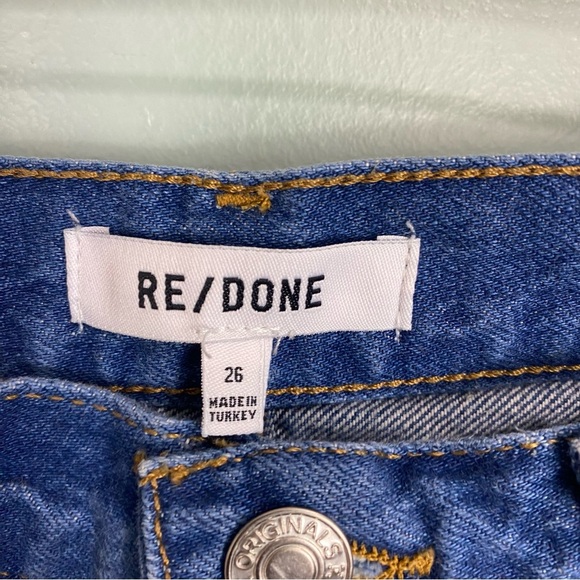 RE/DONE
26
MADE IN
TURKEY
ORIGINALS